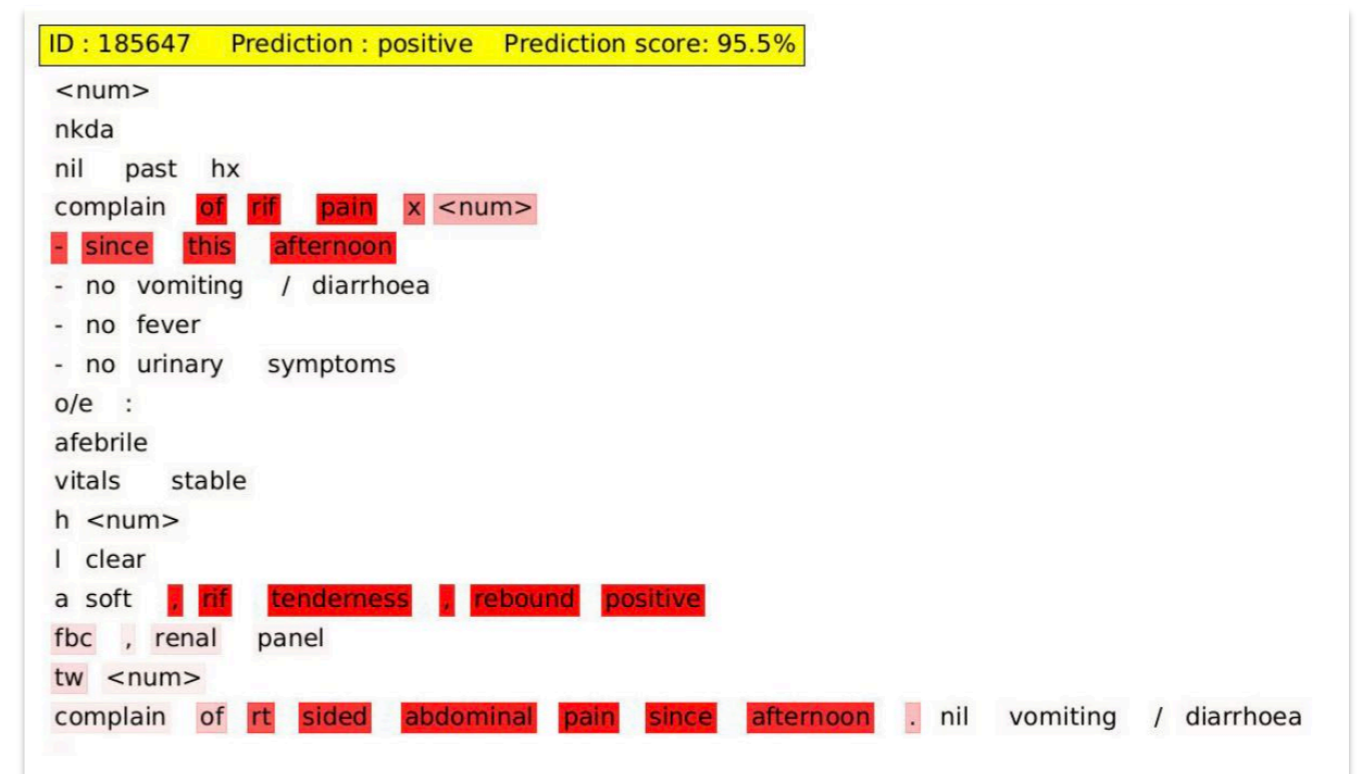 ID : 185647 Prediction : positive Prediction score: 95.5%
<num>
nkda
nil past hx
complain of rif pain x <num>
- since this afternoon
- no vomiting / diarrhoea
- no fever
- no urinary symptoms
o/e :
afebrile
vitals stable
h <num>
l clear
a soft , rif tenderness , rebound positive
fbc , renal panel
tw <num>
complain of rt sided abdominal pain since afternoon . nil vomiting / diarrhoea